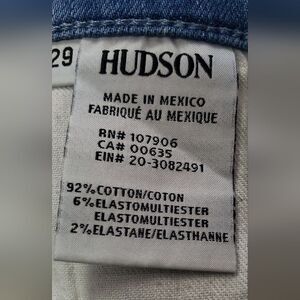 29
HUDSON
MADE IN MEXICO
FABRIQUÉ AU MEXIQUE
RN# 107906
CA# 00635
EIN# 20-3082491
92%COTTON/COTON
6%ELASTOMULTIESTER
ELASTOMULTIESTER
2%ELASTANE/ELASTHANNE